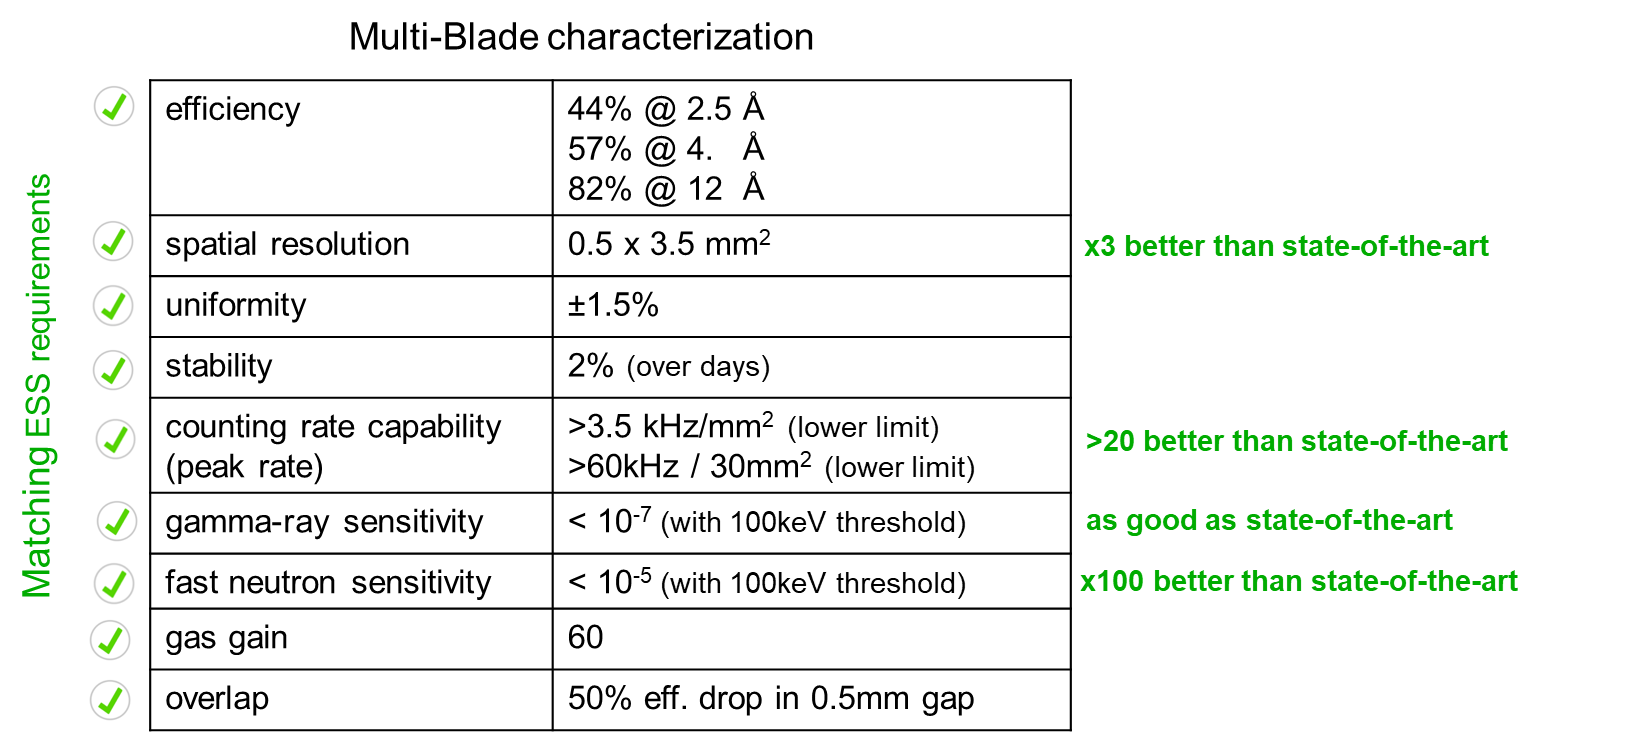 Multi-Blade characterization
Matching ESS requirements
efficiency
44% @ 2.5 Å
57% @ 4. Å
82% @ 12 Å
spatial resolution
0.5 x 3.5 mm²
x3 better than state-of-the-art
uniformity
±1.5%
stability
2% (over days)
counting rate capability
(peak rate)
>3.5 kHz/mm² (lower limit)
>60kHz / 30mm² (lower limit)
>20 better than state-of-the-art
gamma-ray sensitivity
< 10⁻⁷ (with 100keV threshold)
as good as state-of-the-art
fast neutron sensitivity
< 10⁻⁵ (with 100keV threshold)
x100 better than state-of-the-art
gas gain
60
overlap
50% eff. drop in 0.5mm gap